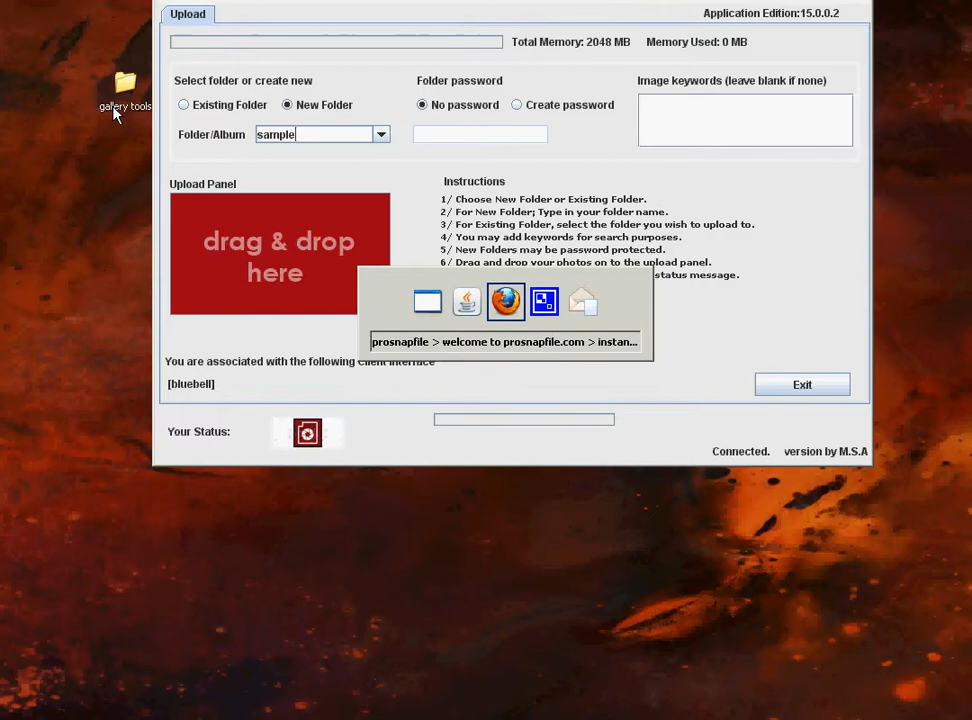 Upload
Application Edition:15.0.0.2
Total Memory: 2048 MB Memory Used: 0 MB
Select folder or create new
Folder password
Image keywords (leave blank if none)
Existing Folder New Folder
No password Create password
Folder/Album sample
gallery tools
Upload Panel
drag & drop
here
Instructions
1/ Choose New Folder or Existing Folder.
2/ For New Folder; Type in your folder name.
3/ For Existing Folder, select the folder you wish to upload to.
4/ You may add keywords for search purposes.
5/ New Folders may be password protected.
6/ Drag and drop your photos on to the upload panel.
status message.
prosnapfile > welcome to prosnapfile.com > instan...
You are associated with the following Client Interface
[bluebell]
Exit
Your Status:
Connected. version by M.S.A